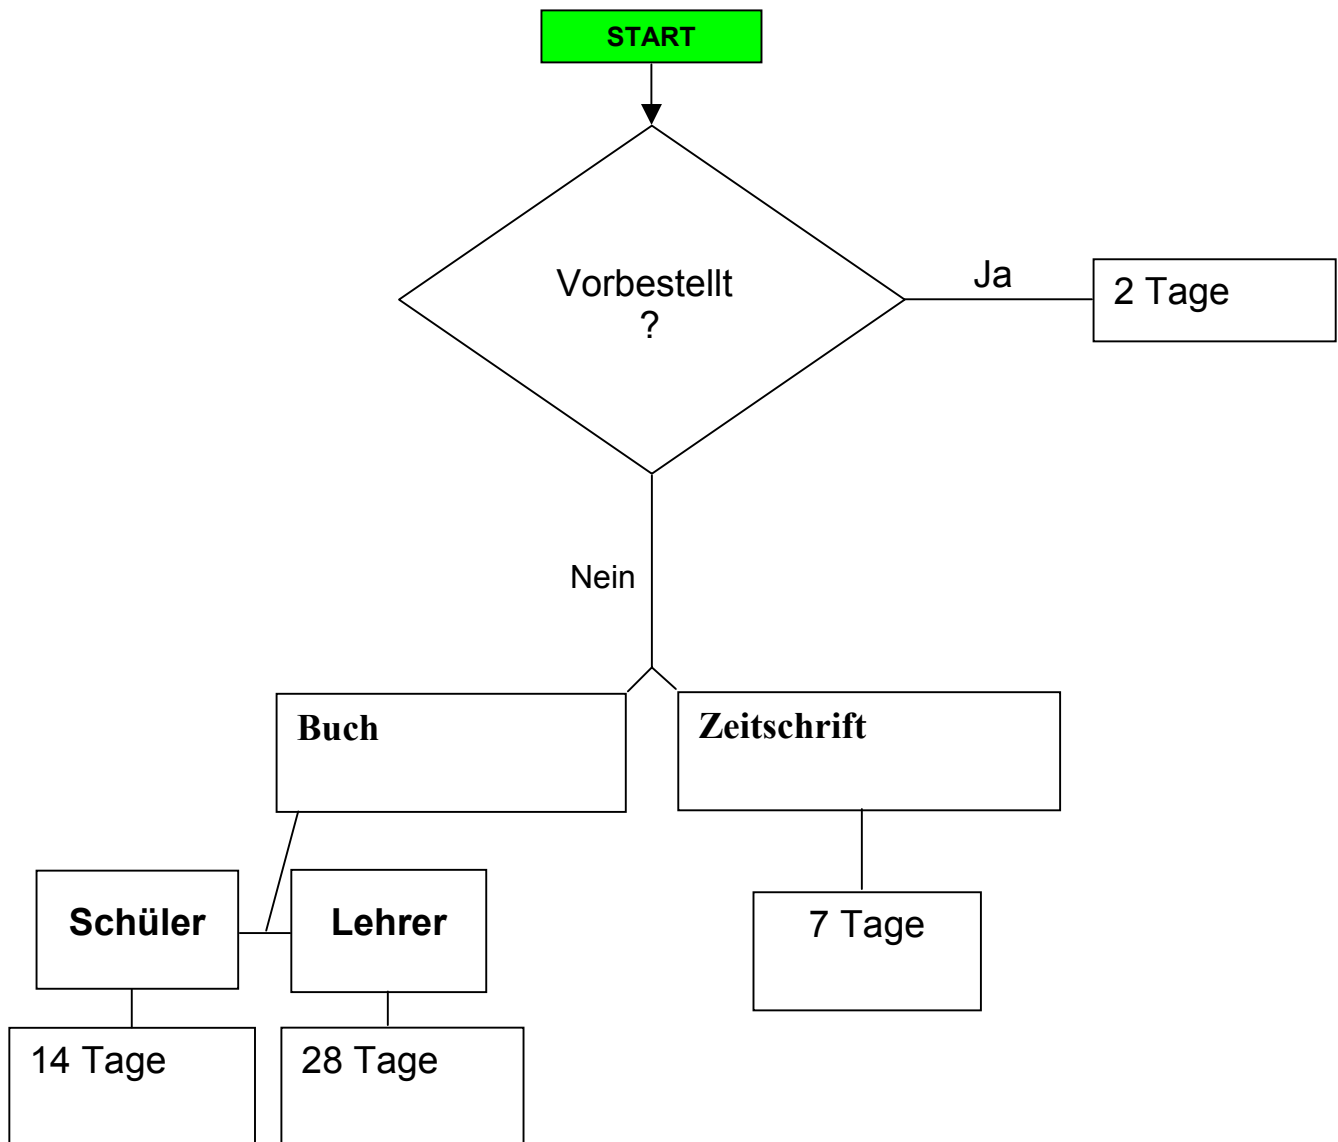 START
Vorbestellt
?
Ja
2 Tage
Nein
Buch
Zeitschrift
Schüler
Lehrer
7 Tage
14 Tage
28 Tage